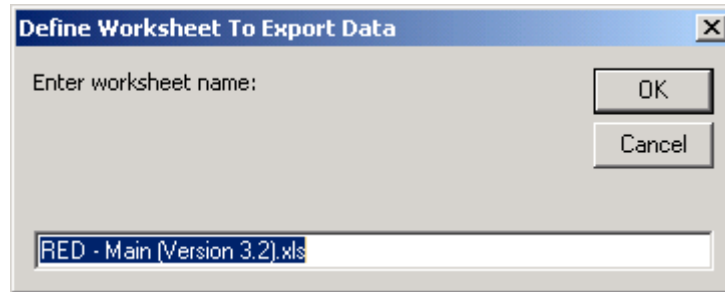 Define Worksheet To Export Data
Enter worksheet name:
OK
Cancel
RED - Main (Version 3.2).xls